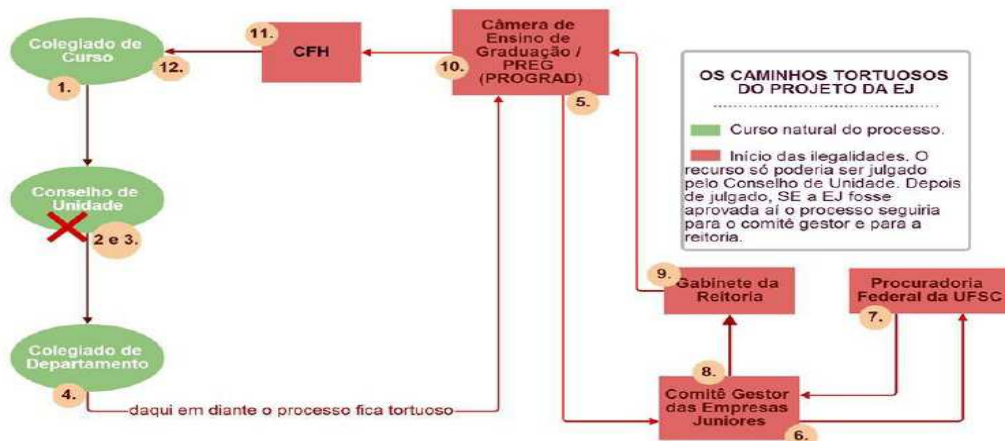 Colegiado de
Curso
1.
12.
11.
CFH
Câmera de
Ensino de
Graduação /
PREG
(PROGRAD)
10.
5.
OS CAMINHOS TORTUOSOS
DO PROJETO DA EJ
Curso natural do processo.
Início das ilegalidades. O
recurso só poderia ser julgado
pelo Conselho de Unidade. Depois
de julgado, SE a EJ fosse
aprovada aí o processo seguiria
para o comitê gestor e para a
reitoria.
Conselho de
Unidade
2 e 3.
9.
Gabinete da
Reitoria
Procuradoria
Federal da UFSC
7.
Colegiado de
Departamento
4.
daqui em diante o processo fica tortuoso
8.
Comitê Gestor
das Empresas
Juniores
6.